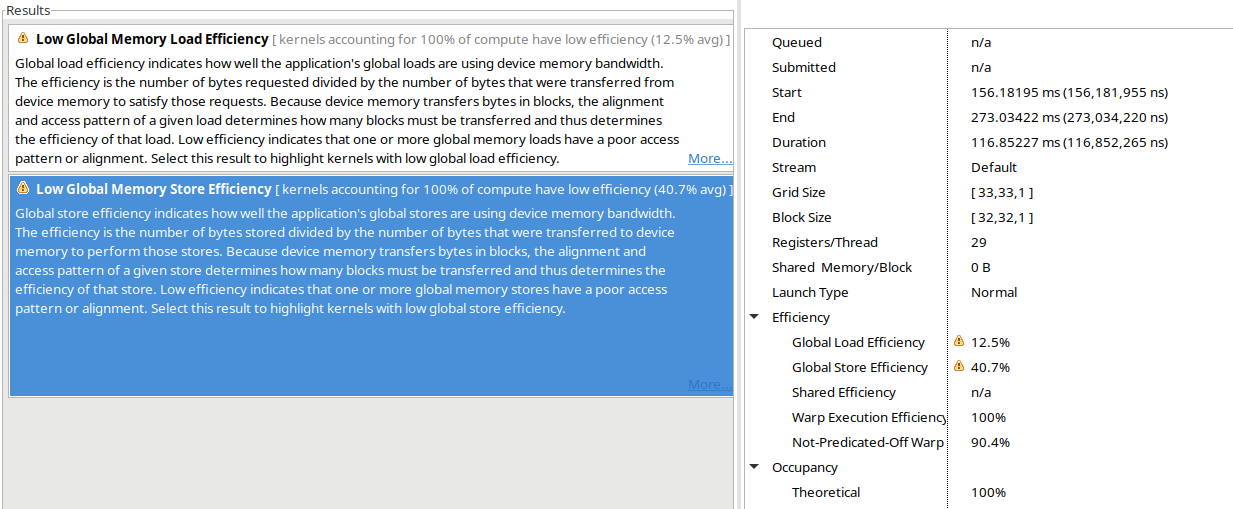 Results
Low Global Memory Load Efficiency [ kernels accounting for 100% of compute have low efficiency (12.5% avg) ]
Global load efficiency indicates how well the application's global loads are using device memory bandwidth.
The efficiency is the number of bytes requested divided by the number of bytes that were transferred from
device memory to satisfy those requests. Because device memory transfers bytes in blocks, the alignment
and access pattern of a given load determines how many blocks must be transferred and thus determines
the efficiency of that load. Low efficiency indicates that one or more global memory loads have a poor access
pattern or alignment. Select this result to highlight kernels with low global load efficiency.
More...
Low Global Memory Store Efficiency [ kernels accounting for 100% of compute have low efficiency (40.7% avg) ]
Global store efficiency indicates how well the application's global stores are using device memory bandwidth.
The efficiency is the number of bytes stored divided by the number of bytes that were transferred to device
memory to perform those stores. Because device memory transfers bytes in blocks, the alignment and
access pattern of a given store determines how many blocks must be transferred and thus determines the
efficiency of that store. Low efficiency indicates that one or more global memory stores have a poor access
pattern or alignment. Select this result to highlight kernels with low global store efficiency.
More...
Queued n/a
Submitted n/a
Start 156.18195 ms (156,181,955 ns)
End 273.03422 ms (273,034,220 ns)
Duration 116.85227 ms (116,852,265 ns)
Stream Default
Grid Size [ 33,33,1 ]
Block Size [ 32,32,1 ]
Registers/Thread 29
Shared Memory/Block 0 B
Launch Type Normal
Efficiency
Global Load Efficiency 12.5%
Global Store Efficiency 40.7%
Shared Efficiency n/a
Warp Execution Efficiency 100%
Not-Predicated-Off Warp 90.4%
Occupancy
Theoretical 100%